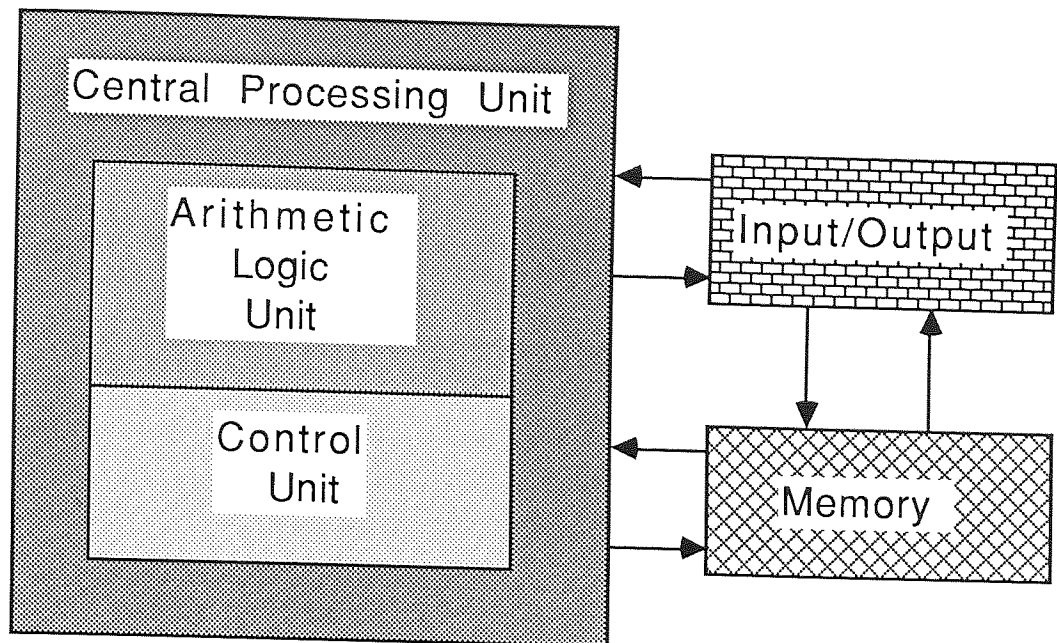 Central Processing Unit
Arithmetic
Logic
Unit
Control
Unit
Input/Output
Memory